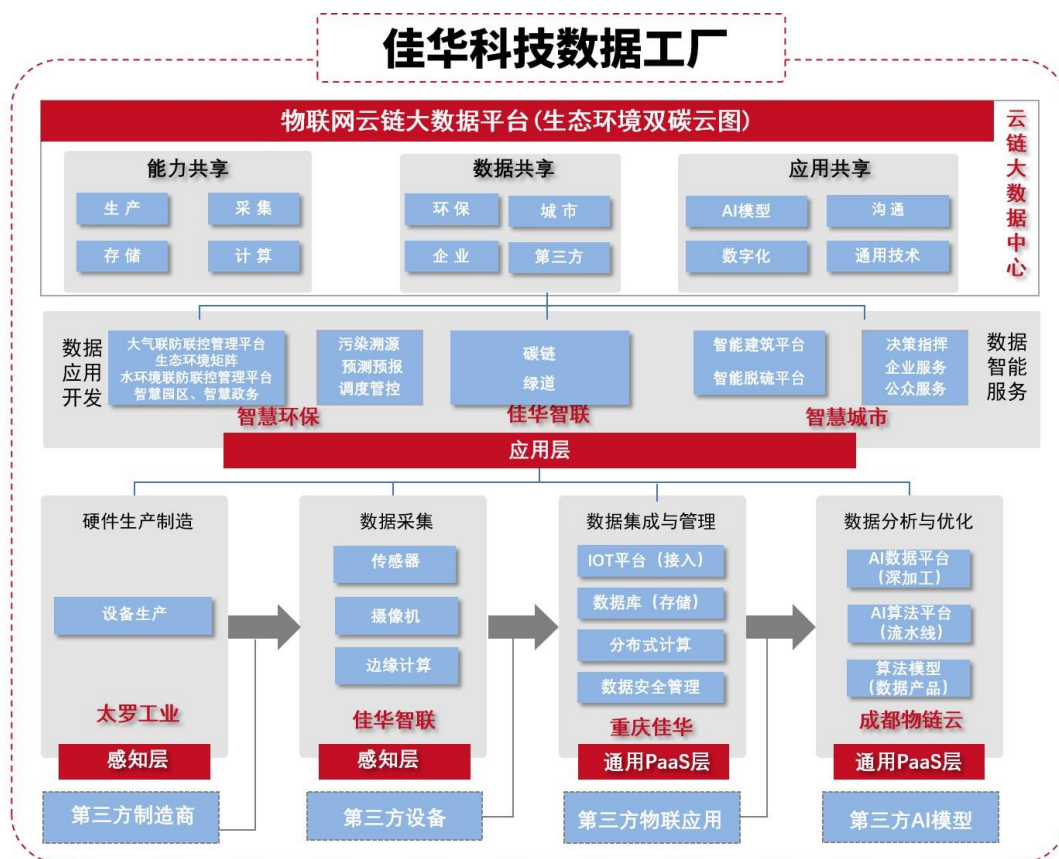 佳华科技数据工厂
物联网云链大数据平台(生态环境双碳云图)
云链大数据中心
能力共享
生产
采集
存储
计算
数据共享
环保
城市
企业
第三方
应用共享
AI模型
沟通
数字化
通用技术
数据应用开发
大气联防联控管理平台
生态环境矩阵
水环境联防联控管理平台
智慧园区、智慧政务
污染溯源
预测预报
调度管控
智慧环保
碳链
绿道
佳华智联
智能建筑平台
智能脱硫平台
决策指挥
企业服务
公众服务
智慧城市
数据智能服务
应用层
硬件生产制造
设备生产
太罗工业
感知层
第三方制造商
数据采集
传感器
摄像机
边缘计算
佳华智联
感知层
第三方设备
数据集成与管理
IOT平台（接入）
数据库（存储）
分布式计算
数据安全管理
重庆佳华
通用PaaS层
第三方物联应用
数据分析与优化
AI数据平台
（深加工）
AI算法平台
（流水线）
算法模型
（数据产品）
成都物链云
通用PaaS层
第三方AI模型